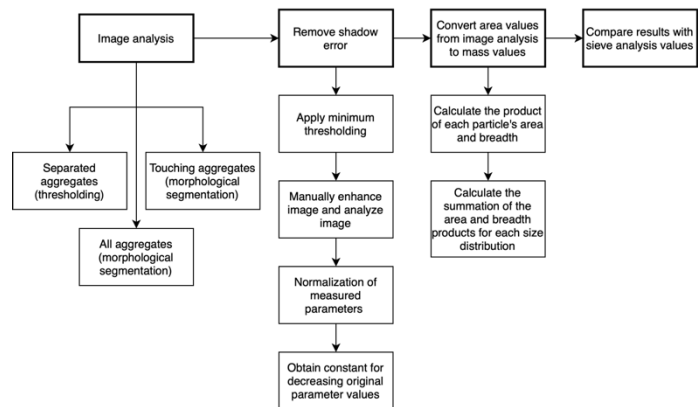 Image analysis
Remove shadow
error
Convert area values
from image analysis
to mass values
Compare results with
sieve analysis values
Separated
aggregates
(thresholding)
Touching aggregates
(morphological
segmentation)
All aggregates
(morphological
segmentation)
Apply minimum
thresholding
Manually enhance
image and analyze
image
Normalization of
measured
parameters
Obtain constant for
decreasing original
parameter values
Calculate the product
of each particle's area
and breadth
Calculate the
summation of the
area and breadth
products for each size
distribution